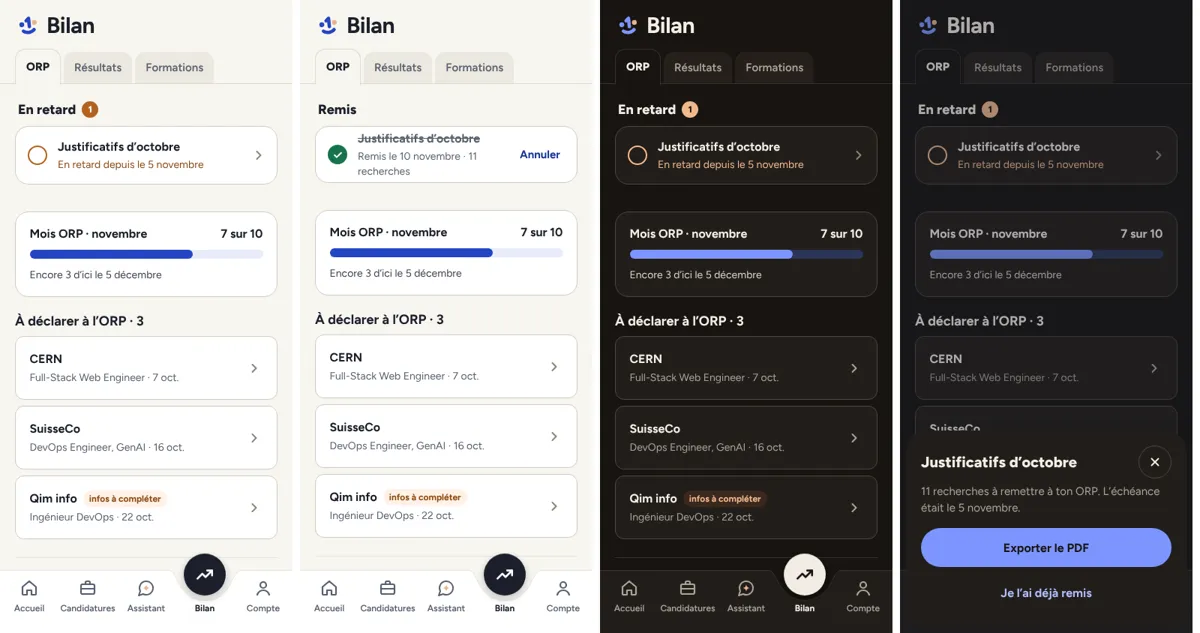 Bilan
ORP
Résultats
Formations
En retard 1
Justificatifs d'octobre
En retard depuis le 5 novembre
Mois ORP · novembre
7 sur 10
Encore 3 d'ici le 5 décembre
À déclarer à l'ORP · 3
CERN
Full-Stack Web Engineer · 7 oct.
SuisseCo
DevOps Engineer, GenAI · 16 oct.
Qim info infos à compléter
Ingénieur DevOps · 22 oct.
Accueil
Candidatures
Assistant
Bilan
Compte
Bilan
ORP
Résultats
Formations
Remis
Justificatifs d'octobre
Remis le 10 novembre · 11
recherches
Annuler
Mois ORP · novembre
7 sur 10
Encore 3 d'ici le 5 décembre
À déclarer à l'ORP · 3
CERN
Full-Stack Web Engineer · 7 oct.
SuisseCo
DevOps Engineer, GenAI · 16 oct.
Qim info infos à compléter
Ingénieur DevOps · 22 oct.
Accueil
Candidatures
Assistant
Bilan
Compte
Bilan
ORP
Résultats
Formations
En retard 1
Justificatifs d'octobre
En retard depuis le 5 novembre
Mois ORP · novembre
7 sur 10
Encore 3 d'ici le 5 décembre
À déclarer à l'ORP · 3
CERN
Full-Stack Web Engineer · 7 oct.
SuisseCo
DevOps Engineer, GenAI · 16 oct.
Qim info infos à compléter
Ingénieur DevOps · 22 oct.
Accueil
Candidatures
Assistant
Bilan
Compte
Bilan
ORP
Résultats
Formations
En retard 1
Justificatifs d'octobre
En retard depuis le 5 novembre
Mois ORP · novembre
7 sur 10
Encore 3 d'ici le 5 décembre
À déclarer à l'ORP · 3
CERN
Full-Stack Web Engineer · 7 oct.
SuisseCo
Justificatifs d'octobre
11 recherches à remettre à ton ORP. L'échéance
était le 5 novembre.
Exporter le PDF
Je l'ai déjà remis